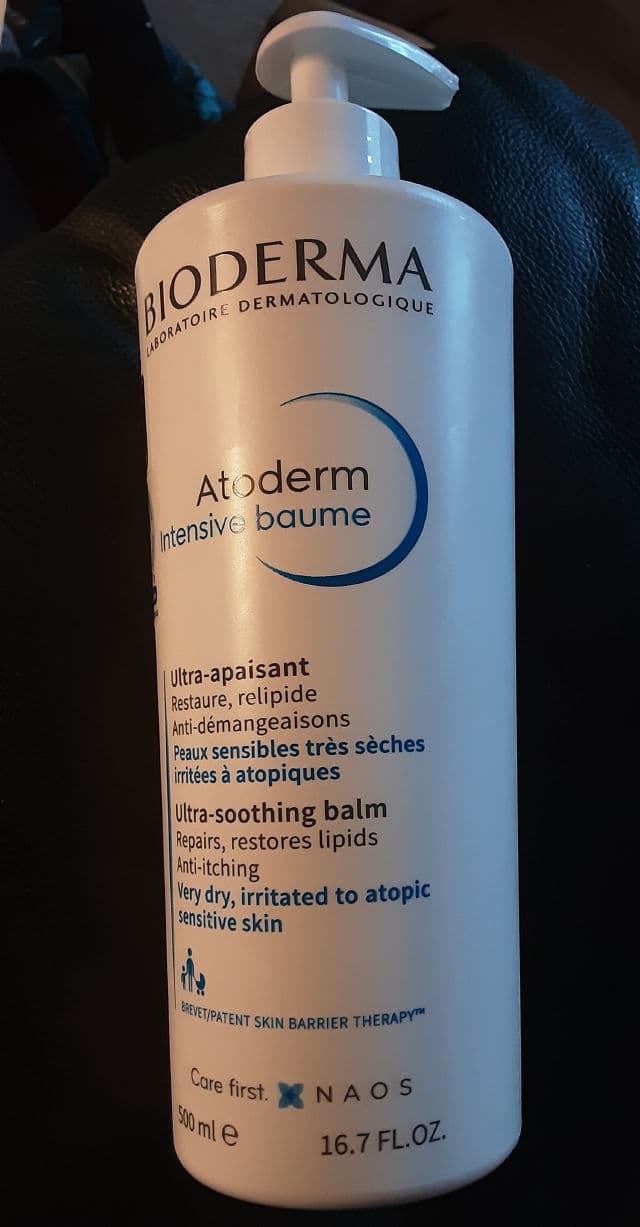 BIODERMA
LABORATOIRE DERMATOLOGIQUE
Atoderm
Intensive baume
Ultra-apaisant
Restaure, relipide
Anti-démangeaisons
Peaux sensibles très sèches
irritées à atopiques
Ultra-soothing balm
Repairs, restores lipids
Anti-itching
Very dry, irritated to atopic
sensitive skin
BREVET/PATENT SKIN BARRIER THERAPY™
Care first. NAOS
500 ml ℮ 16.7 FL.OZ.